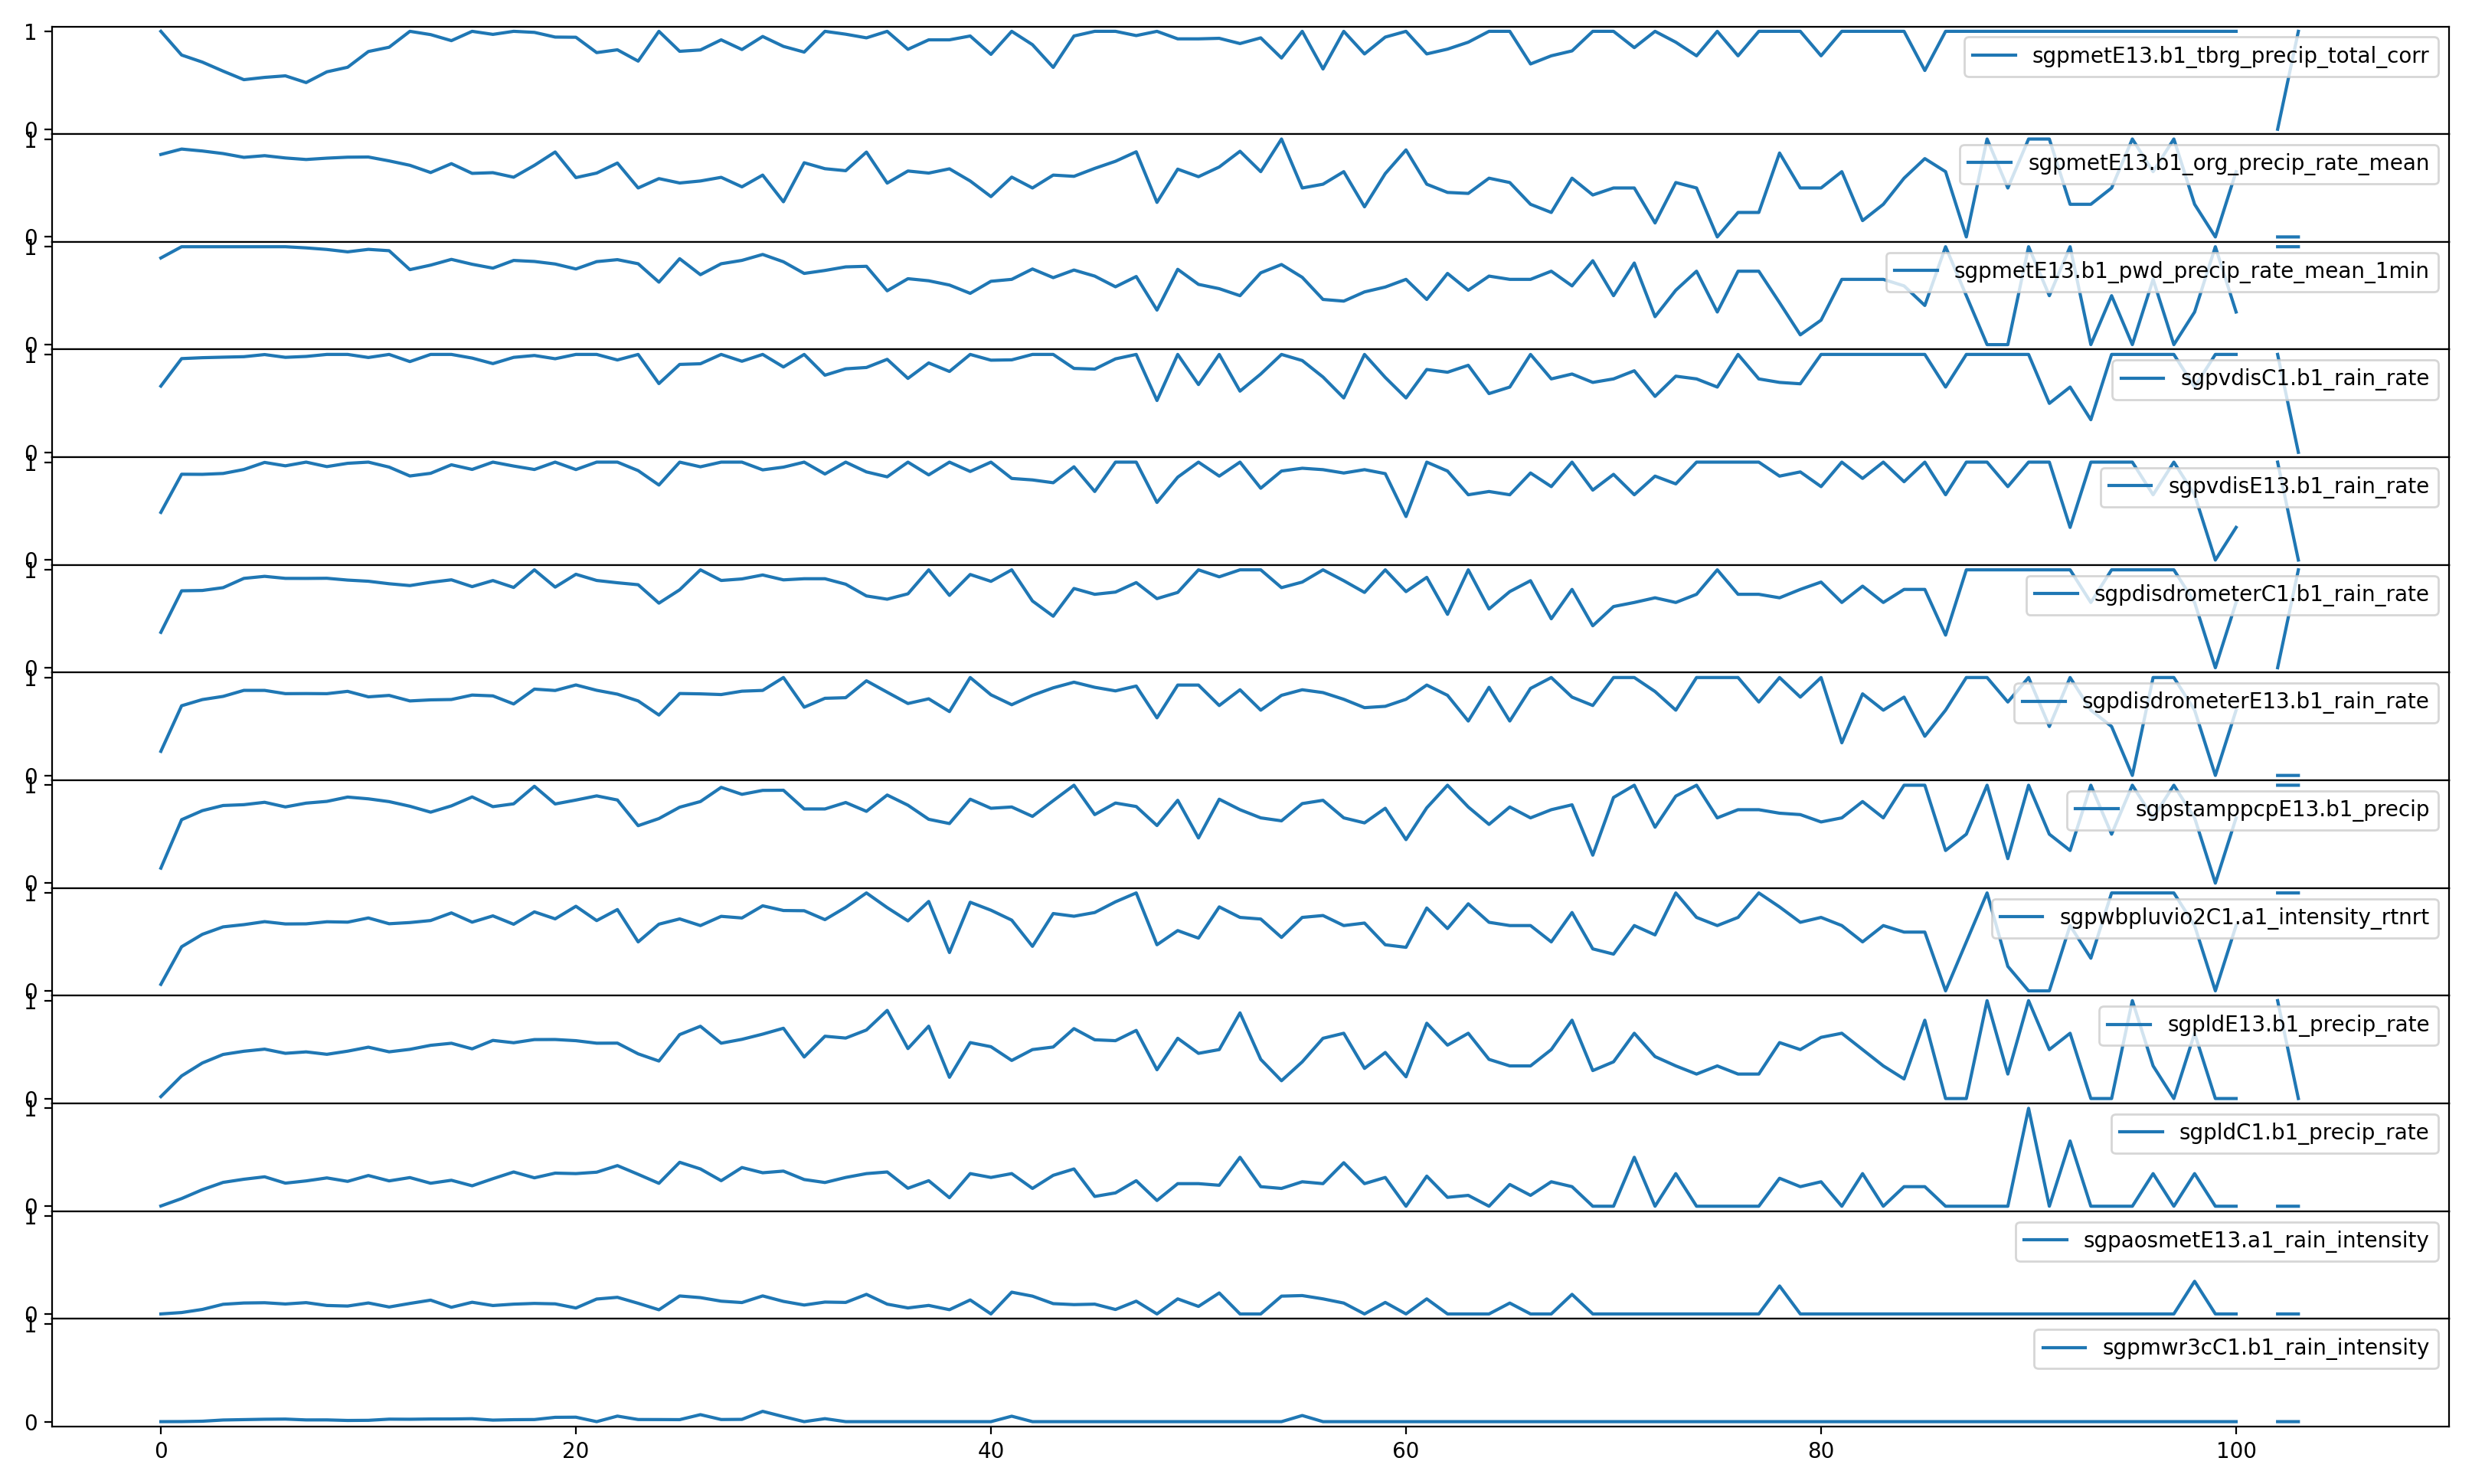 1
sgpmetE13.b1_tbrg_precip_total_corr
0
1
sgpmetE13.b1_org_precip_rate_mean
0
1
sgpmetE13.b1_pwd_precip_rate_mean_1min
0
1
sgpvdisC1.b1_rain_rate
0
1
sgpvdisE13.b1_rain_rate
0
1
sgpdisdrometerC1.b1_rain_rate
0
1
sgpdisdrometerE13.b1_rain_rate
0
1
sgpstamppcpE13.b1_precip
0
1
sgpwbpluvio2C1.a1_intensity_rtnrt
0
1
sgpldE13.b1_precip_rate
0
1
sgpldC1.b1_precip_rate
0
1
sgpaosmetE13.a1_rain_intensity
0
1
sgpmwr3cC1.b1_rain_intensity
0
0 20 40 60 80 100